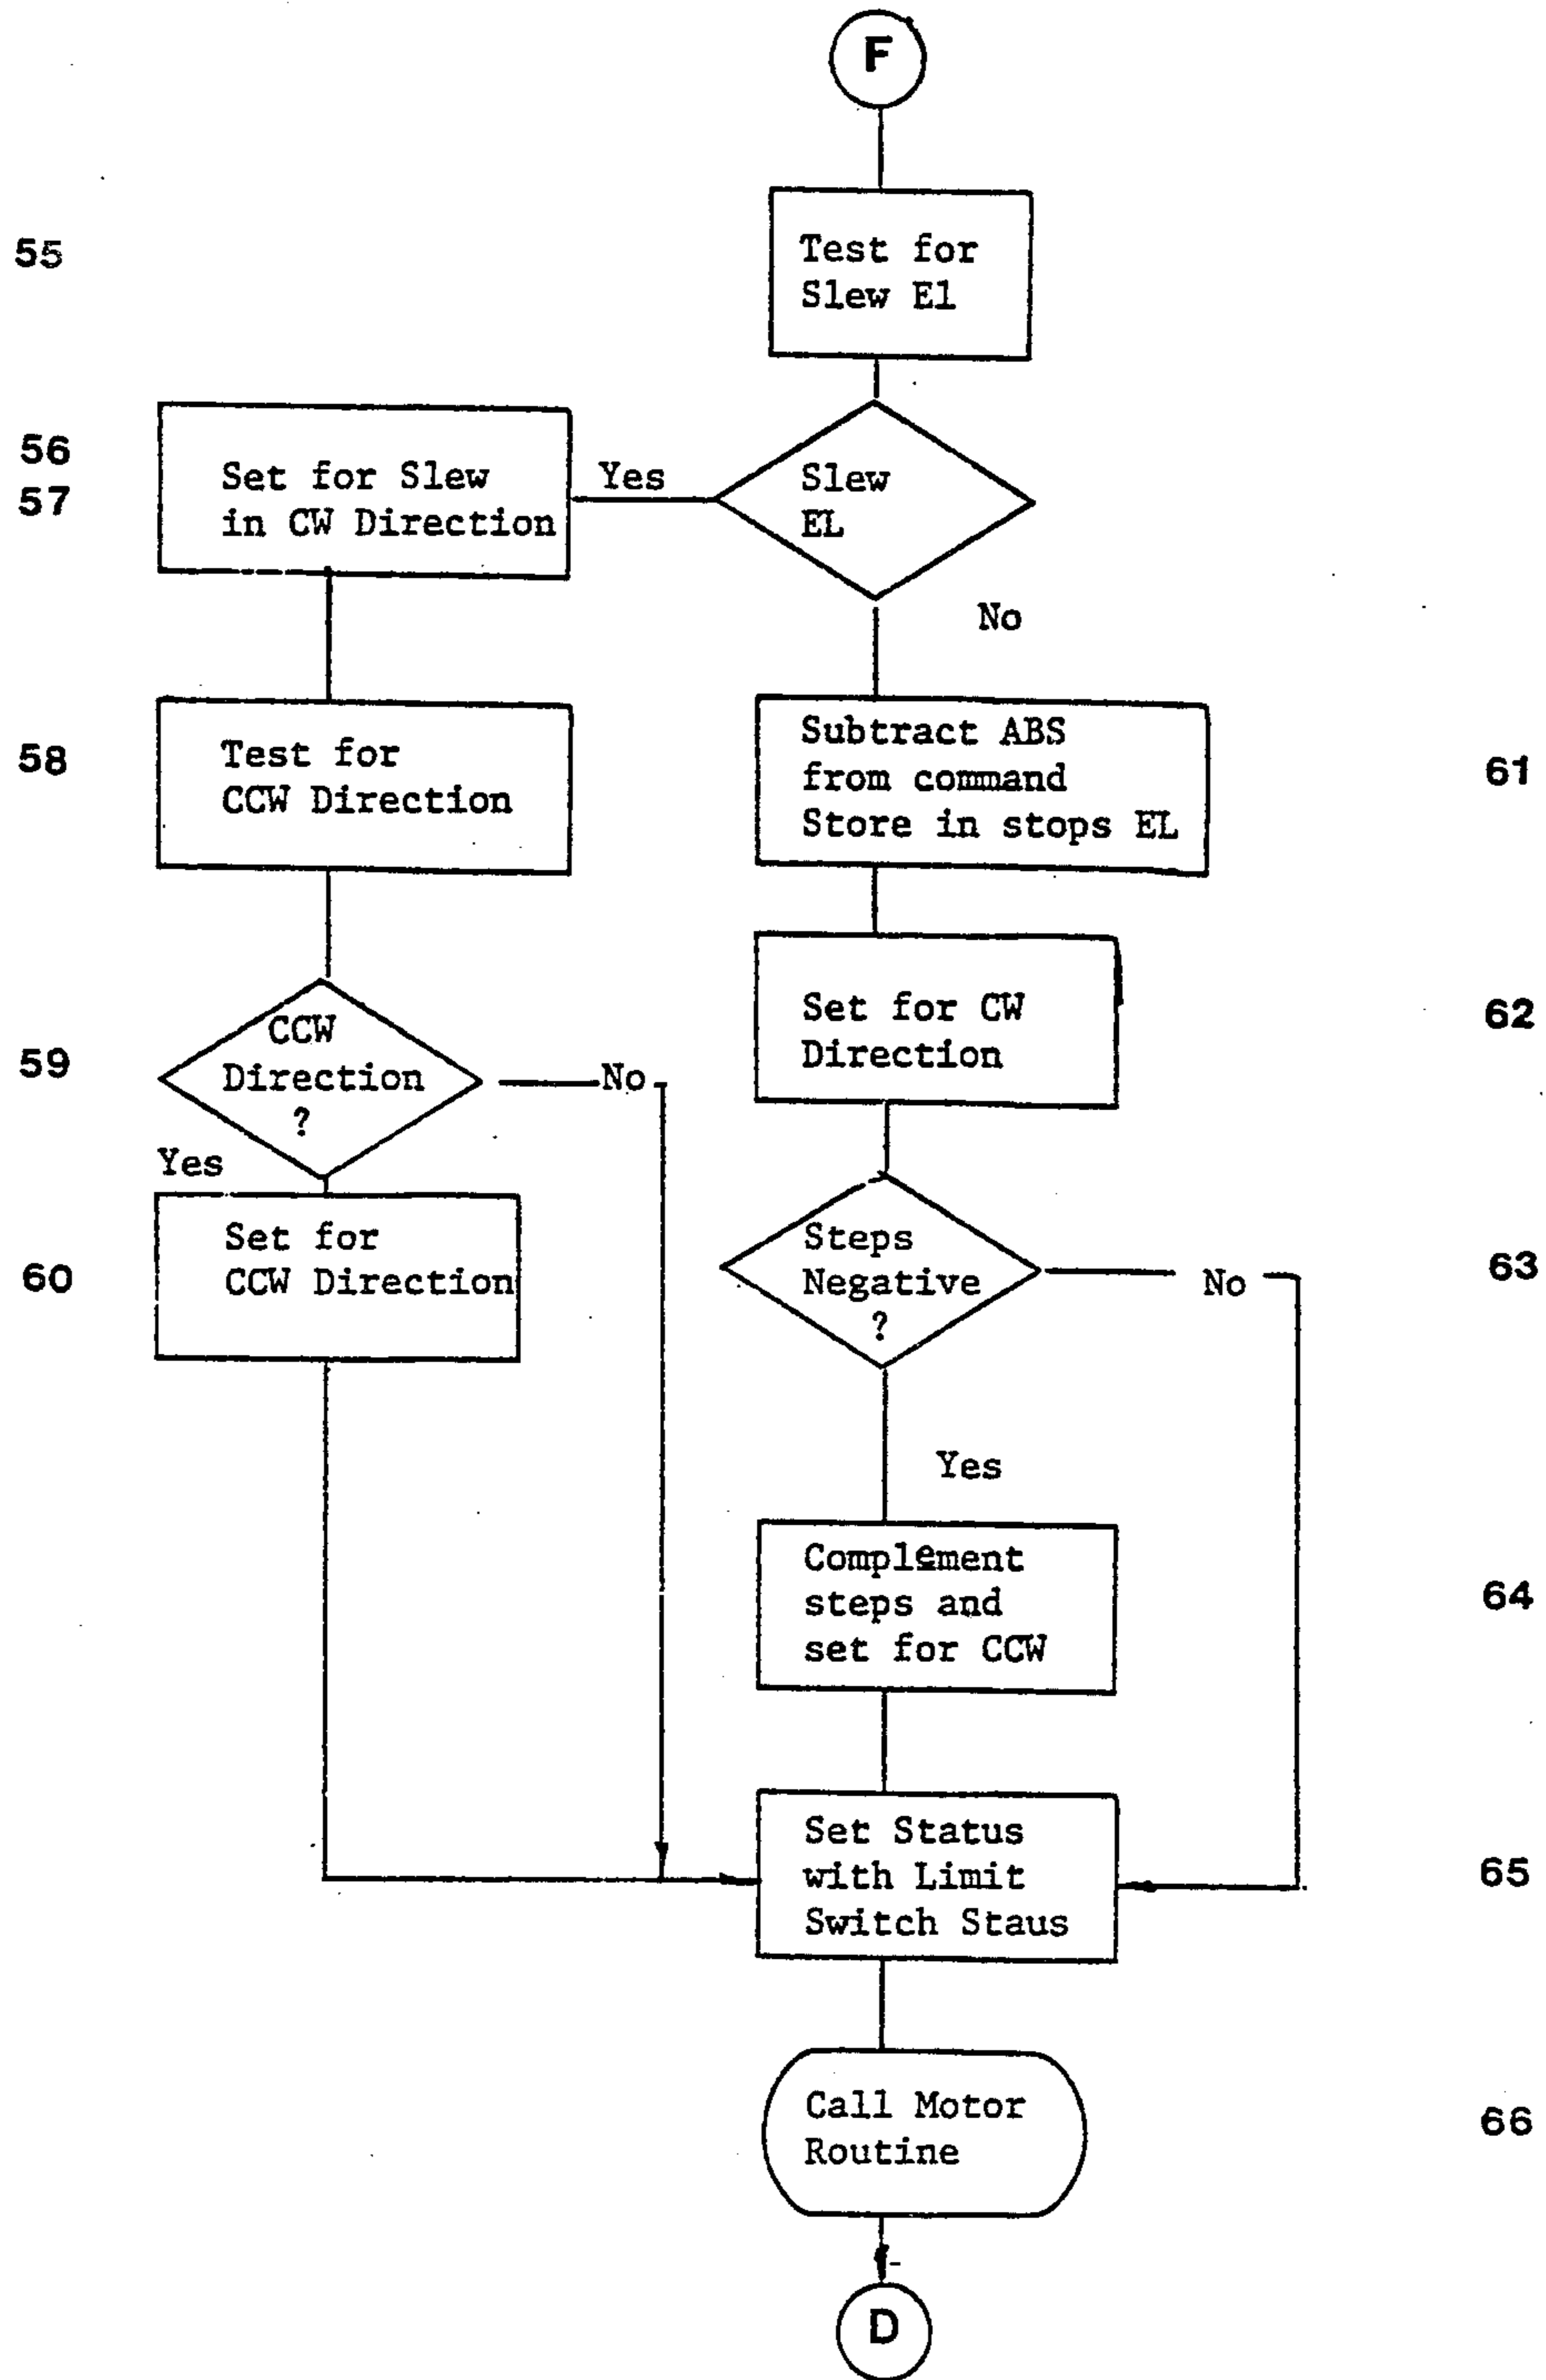 F
55
Test for
Slew El
56
57
Set for Slew
in CW Direction
Yes
Slew
EL
No
58
Test for
CCW Direction
Subtract ABS
from command
Store in stops EL
61
Set for CW
Direction
62
59
CCW
Direction
?
No
Yes
60
Set for
CCW Direction
Steps
Negative
?
No
63
Yes
Complement
steps and
set for CCW
64
Set Status
with Limit
Switch Staus
65
Call Motor
Routine
66
D